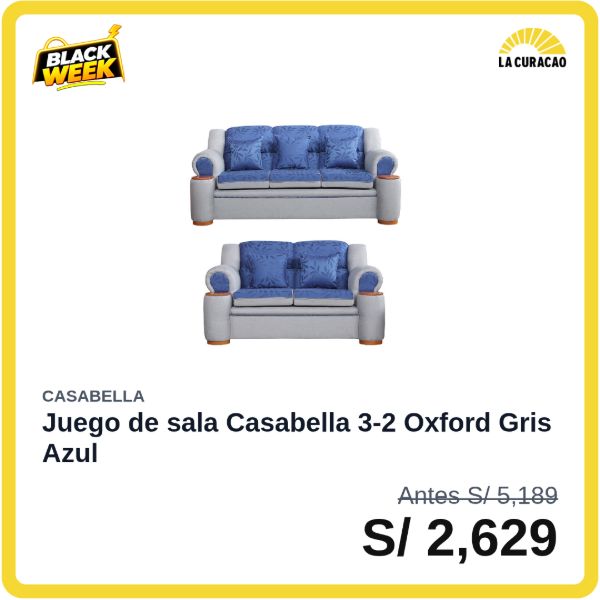 BLACK
WEEK
LA CURACAO
CASABELLA
Juego de sala Casabella 3-2 Oxford Gris
Azul
Antes S/ 5,189
S/ 2,629